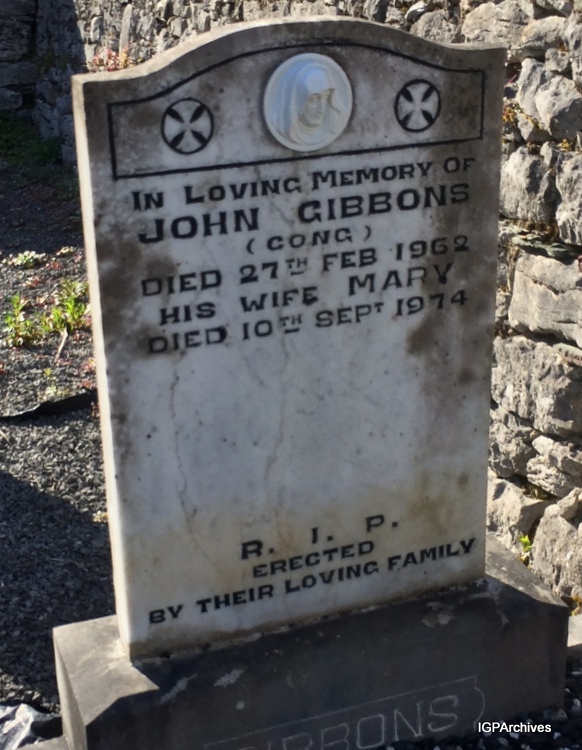 IN LOVING MEMORY OF
JOHN GIBBONS
(CONG)
DIED 27TH FEB 1962
HIS WIFE MARY
DIED 10TH SEPT 1974
R. I. P.
ERECTED
BY THEIR LOVING FAMILY
GIBBONS
IGPArchives